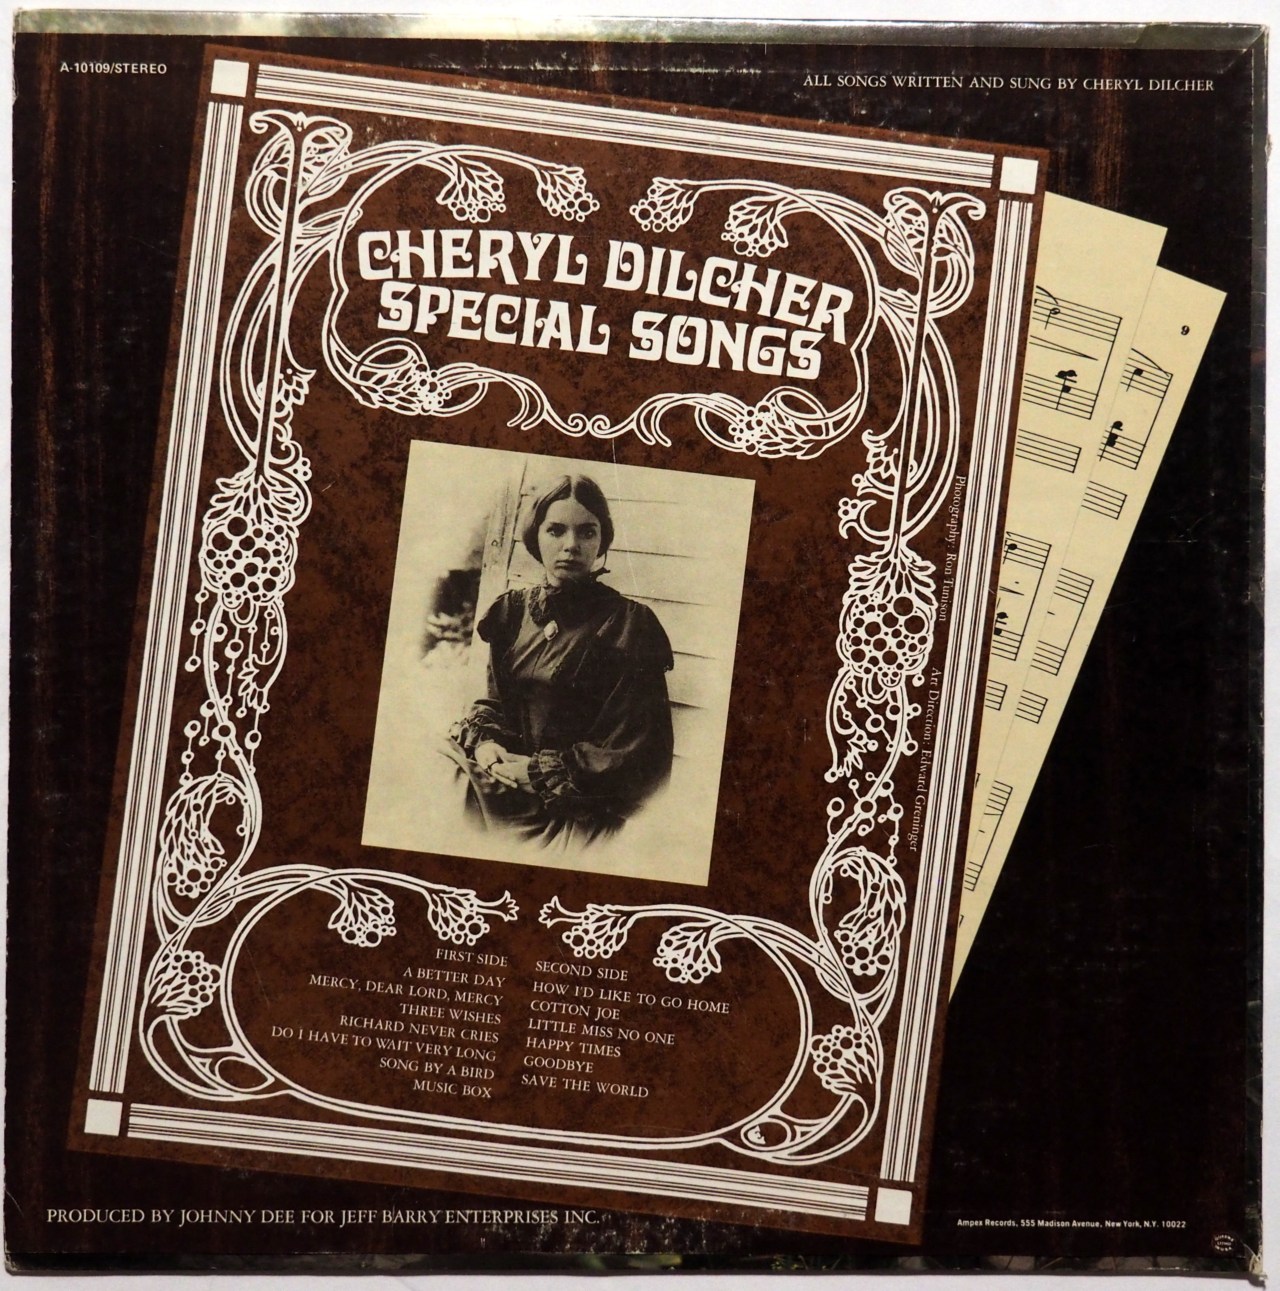 A-10109/STEREO
ALL SONGS WRITTEN AND SUNG BY CHERYL DILCHER
CHERYL DILCHER
SPECIAL SONGS
9
Photography: Ron Tunison
Art Direction: Edward Greninger
FIRST SIDE
A BETTER DAY
MERCY, DEAR LORD, MERCY
THREE WISHES
RICHARD NEVER CRIES
DO I HAVE TO WAIT VERY LONG
SONG BY A BIRD
MUSIC BOX
SECOND SIDE
HOW I'D LIKE TO GO HOME
COTTON JOE
LITTLE MISS NO ONE
HAPPY TIMES
GOODBYE
SAVE THE WORLD
PRODUCED BY JOHNNY DEE FOR JEFF BARRY ENTERPRISES INC.
Ampex Records, 555 Madison Avenue, New York, N.Y. 10022